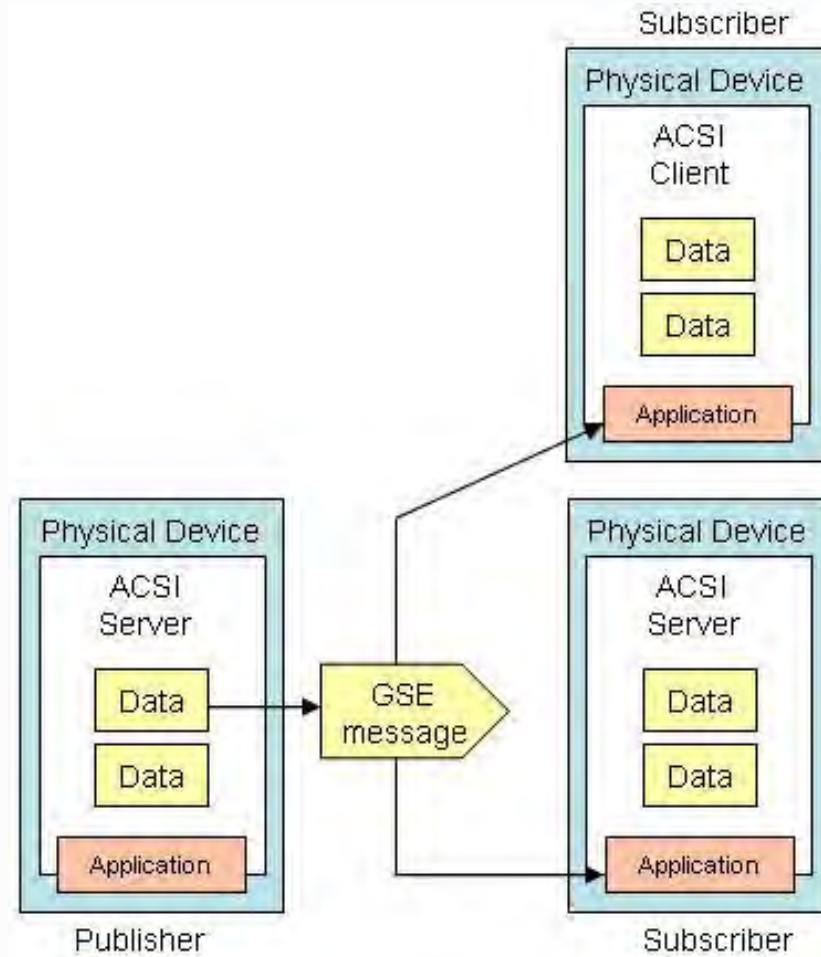 Subscriber
Physical Device
ACSI
Client
Data
Data
Application
Physical Device
ACSI
Server
Data
Data
Application
Publisher
GSE
message
Physical Device
ACSI
Server
Data
Data
Application
Subscriber